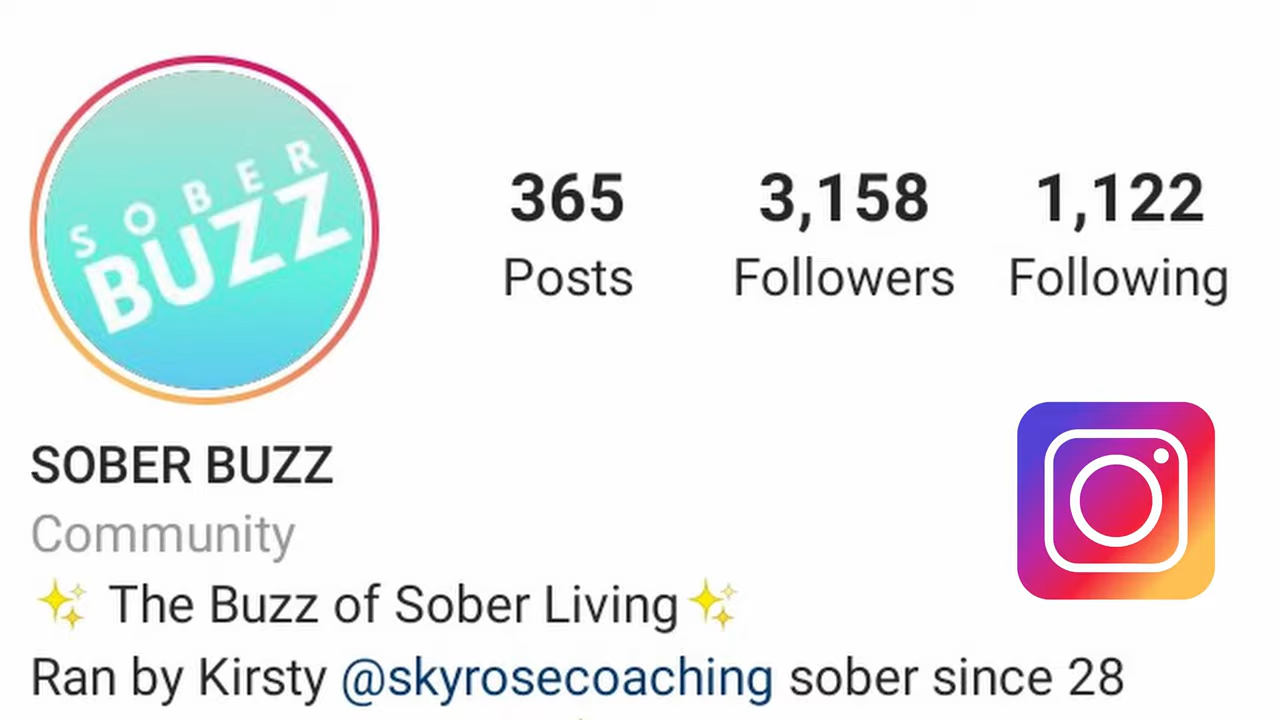 SOBER
BUZZ
365 3,158 1,122
Posts Followers Following
SOBER BUZZ
Community
✨ The Buzz of Sober Living✨
Ran by Kirsty @skyrosecoaching sober since 28